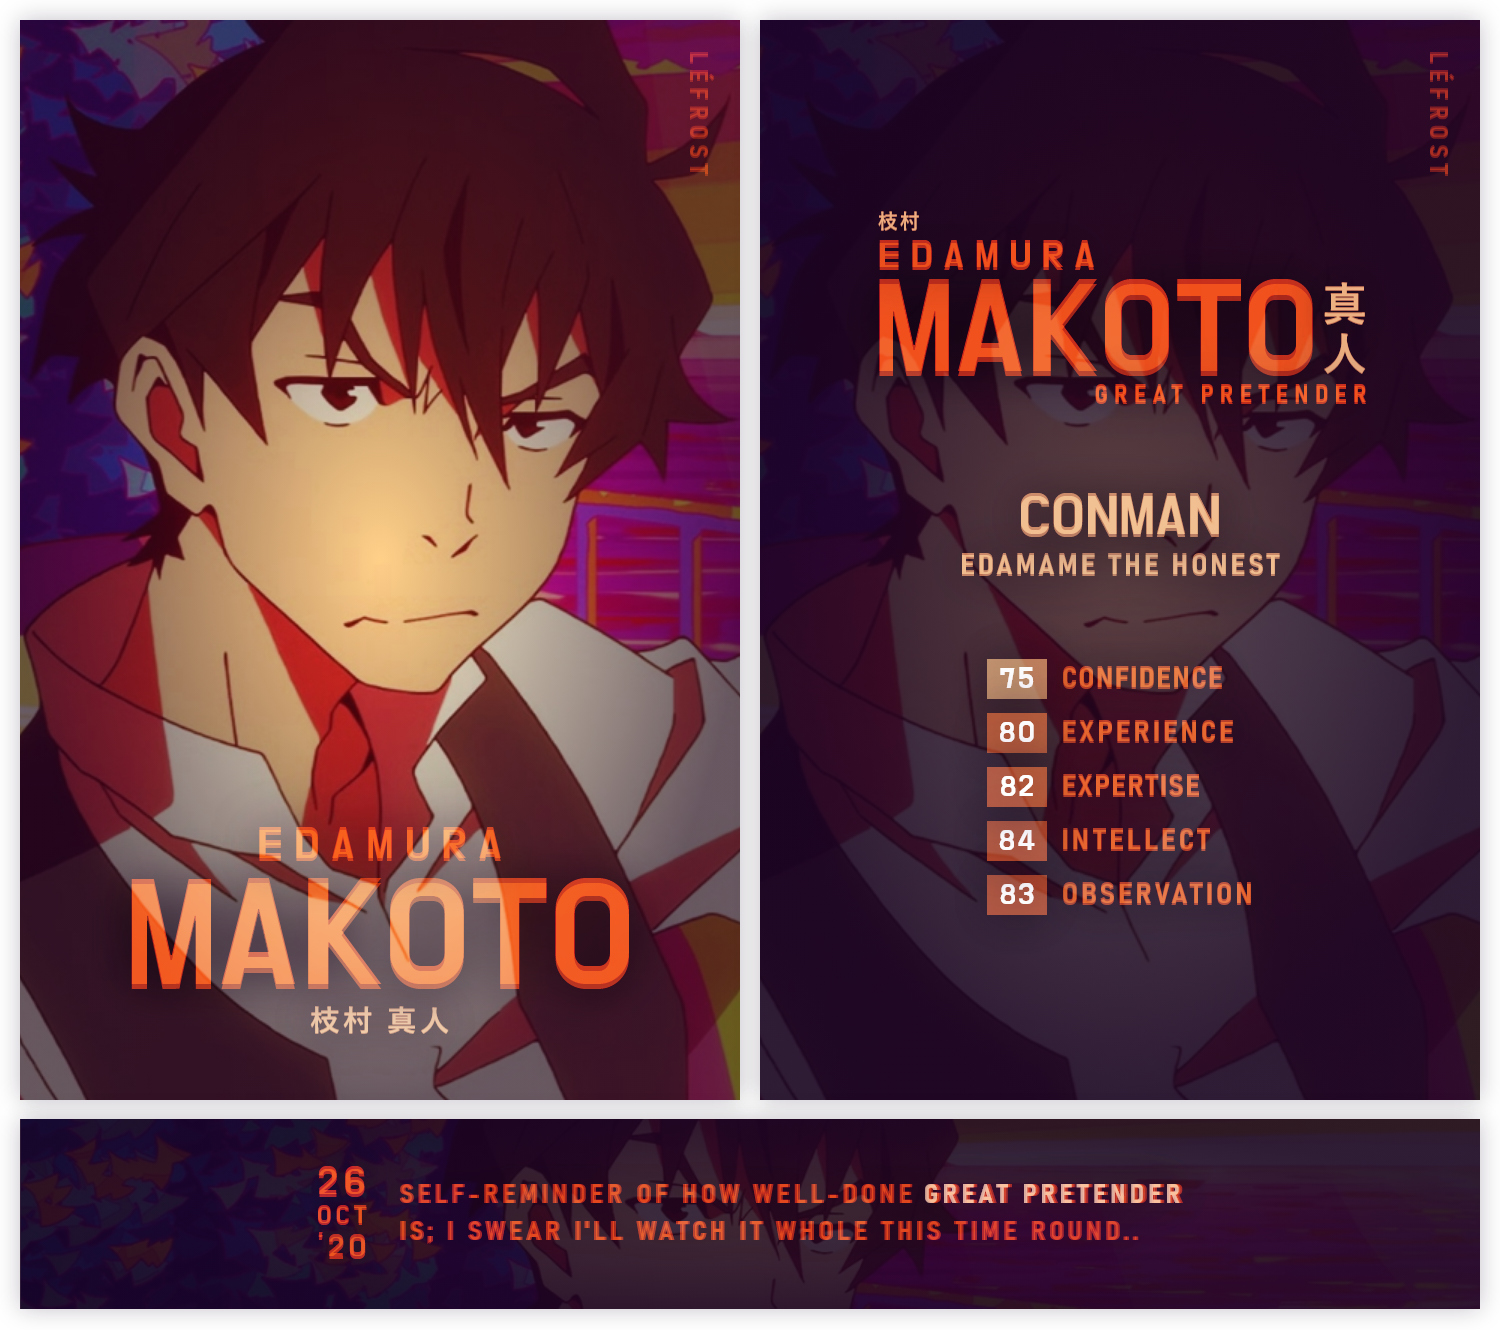 LÉFROST
EDAMURA
MAKOTO
枝村 真人
LÉFROST
枝村
EDAMURA
MAKOTO
真人
GREAT PRETENDER
CONMAN
EDAMAME THE HONEST
75 CONFIDENCE
80 EXPERIENCE
82 EXPERTISE
84 INTELLECT
83 OBSERVATION
26
OCT
'20
SELF-REMINDER OF HOW WELL-DONE GREAT PRETENDER
IS; I SWEAR I'LL WATCH IT WHOLE THIS TIME ROUND..